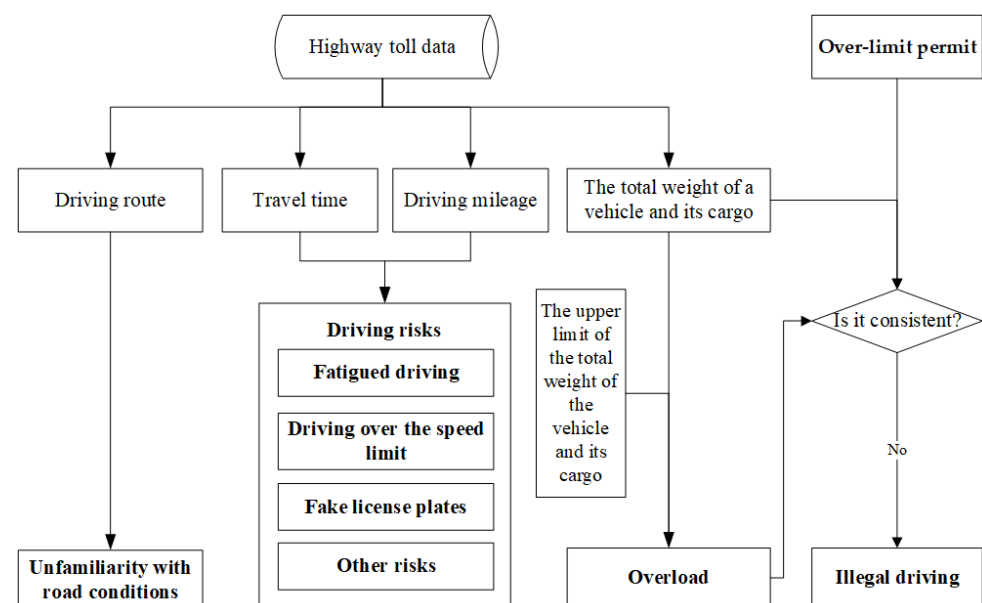 Highway toll data
Over-limit permit
Driving route
Travel time
Driving mileage
The total weight of a
vehicle and its cargo
Driving risks
Fatigued driving
Driving over the speed
limit
Fake license plates
Other risks
The upper
limit of
the total
weight of
the
vehicle
and its
cargo
Is it consistent?
No
Unfamiliarity with
road conditions
Overload
Illegal driving